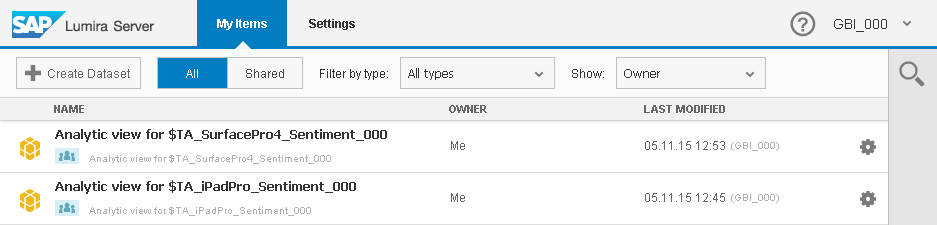 SAP Lumira Server My Items Settings ? GBI_000
+ Create Dataset All Shared Filter by type: All types Show: Owner
NAME OWNER LAST MODIFIED
Analytic view for $TA_SurfacePro4_Sentiment_000
Me 05.11.15 12:53 (GBI_000)
Analytic view for $TA_SurfacePro4_Sentiment_000
Analytic view for $TA_iPadPro_Sentiment_000
Me 05.11.15 12:45 (GBI_000)
Analytic view for $TA_iPadPro_Sentiment_000